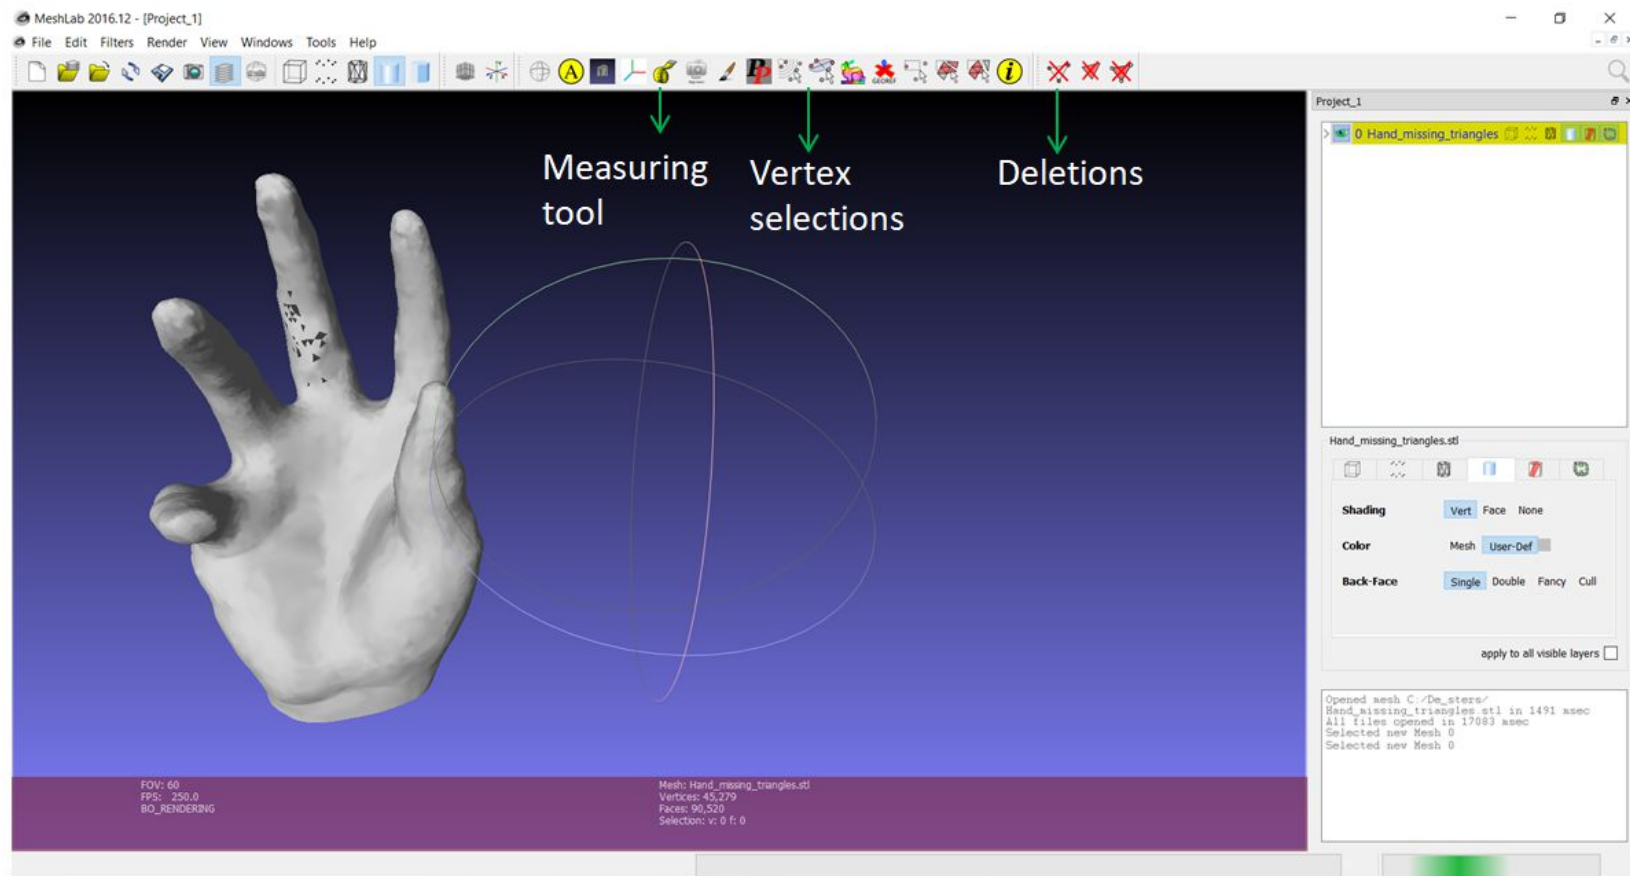 MeshLab 2016.12 - [Project_1]
File Edit Filters Render View Windows Tools Help
A
GEOREF
i
Measuring
tool
Vertex
selections
Deletions
Project_1
0 Hand_missing_triangles
Hand_missing_triangles.stl
Shading Vert Face None
Color Mesh User-Def
Back-Face Single Double Fancy Cull
apply to all visible layers
Opened mesh C:/De_sters/
Hand_missing_triangles.stl in 1491 msec
All files opened in 17083 msec
Selected new Mesh 0
Selected new Mesh 0
FOV: 60
FPS: 250.0
BO_RENDERING
Mesh: Hand_missing_triangles.stl
Vertices: 45,279
Faces: 90,520
Selection: v: 0 f: 0